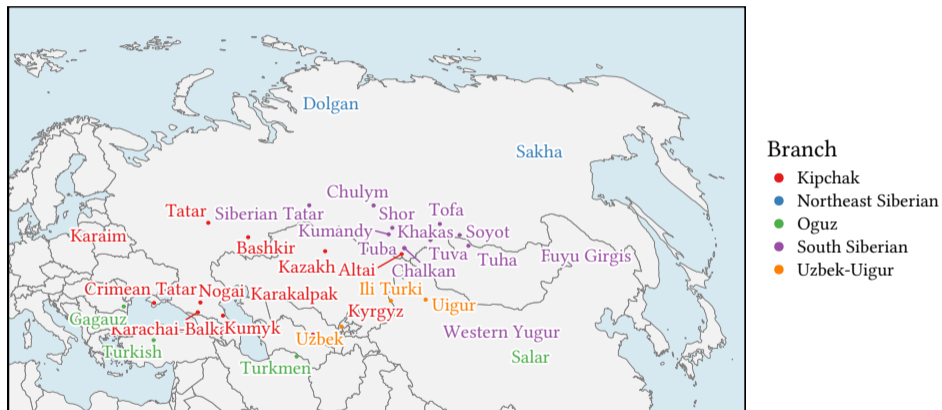 Dolgan
Sakha
Chulym
Tatar
Siberian Tatar
Shor
Tofa
Kumandy
Khakas
Soyot
Karaim
Bashkir
Tuba
Tuva
Tuha
Fuyu Girgis
Kazakh
Altai
Chalkan
Crimean Tatar
Nogai
Karakalpak
Ili Turki
Uigur
Gagauz
Karachai-Balka
Kumyk
Kyrgyz
Uzbek
Western Yugur
Turkish
Turkmen
Salar
Branch
Kipchak
Northeast Siberian
Oguz
South Siberian
Uzbek-Uigur